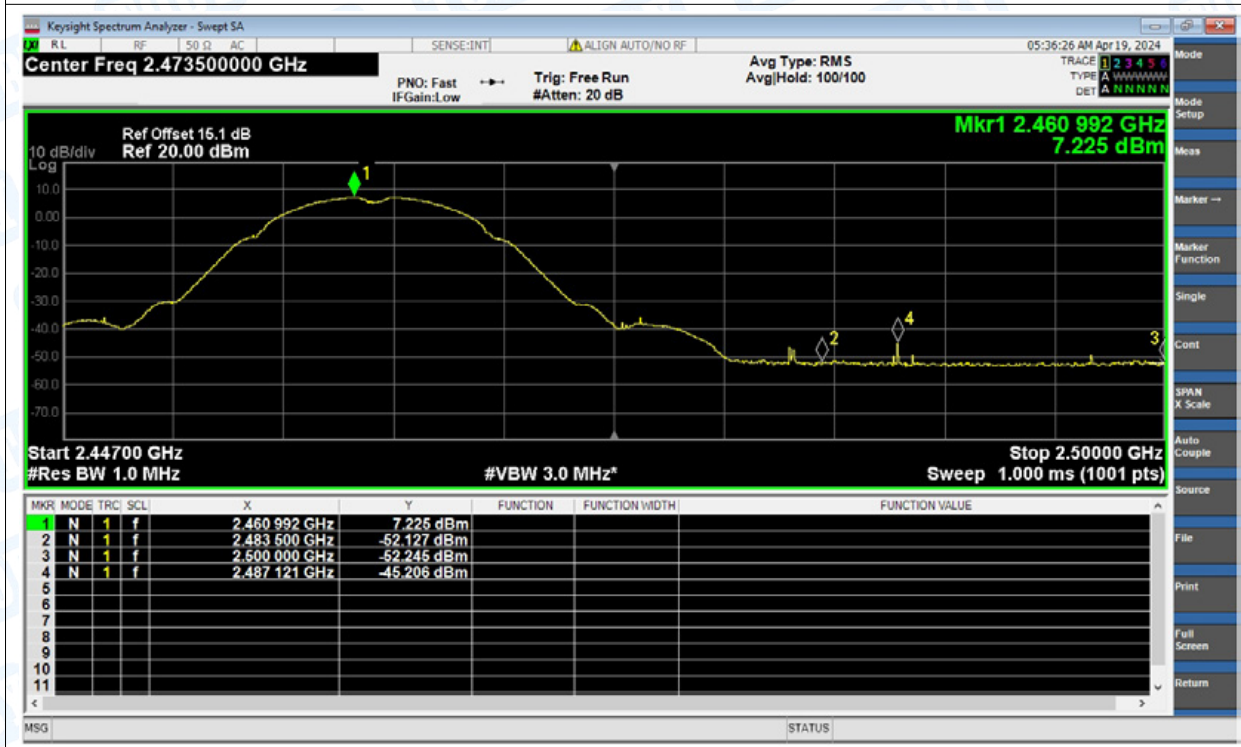 Keysight Spectrum Analyzer - Swept SA
RL RF 50 Ω AC SENSE:INT ALIGN AUTO/NO RF 05:36:26 AM Apr 19, 2024
Center Freq 2.473500000 GHz
PNO: Fast
IFGain:Low
Trig: Free Run
#Atten: 20 dB
Avg Type: RMS
Avg|Hold: 100/100
TRACE 1 2 3 4 5 6
TYPE A WWWWW
DET A N N N N N
Ref Offset 15.1 dB
10 dB/div Ref 20.00 dBm
Log
Mkr1 2.460 992 GHz
7.225 dBm
10.0
0.00
-10.0
-20.0
-30.0
-40.0
-50.0
-60.0
-70.0
1
2
4
3
Start 2.44700 GHz
#Res BW 1.0 MHz
#VBW 3.0 MHz*
Stop 2.50000 GHz
Sweep 1.000 ms (1001 pts)
MKR MODE TRC SCL X Y FUNCTION FUNCTION WIDTH FUNCTION VALUE
1 N 1 f 2.460 992 GHz 7.225 dBm
2 N 1 f 2.483 500 GHz -52.127 dBm
3 N 1 f 2.500 000 GHz -52.245 dBm
4 N 1 f 2.487 121 GHz -45.206 dBm
5
6
7
8
9
10
11
MSG STATUS
Mode
Mode
Setup
Meas
Marker →
Marker
Function
Single
Cont
SPAN
X Scale
Auto
Couple
Source
File
Print
Full
Screen
Return